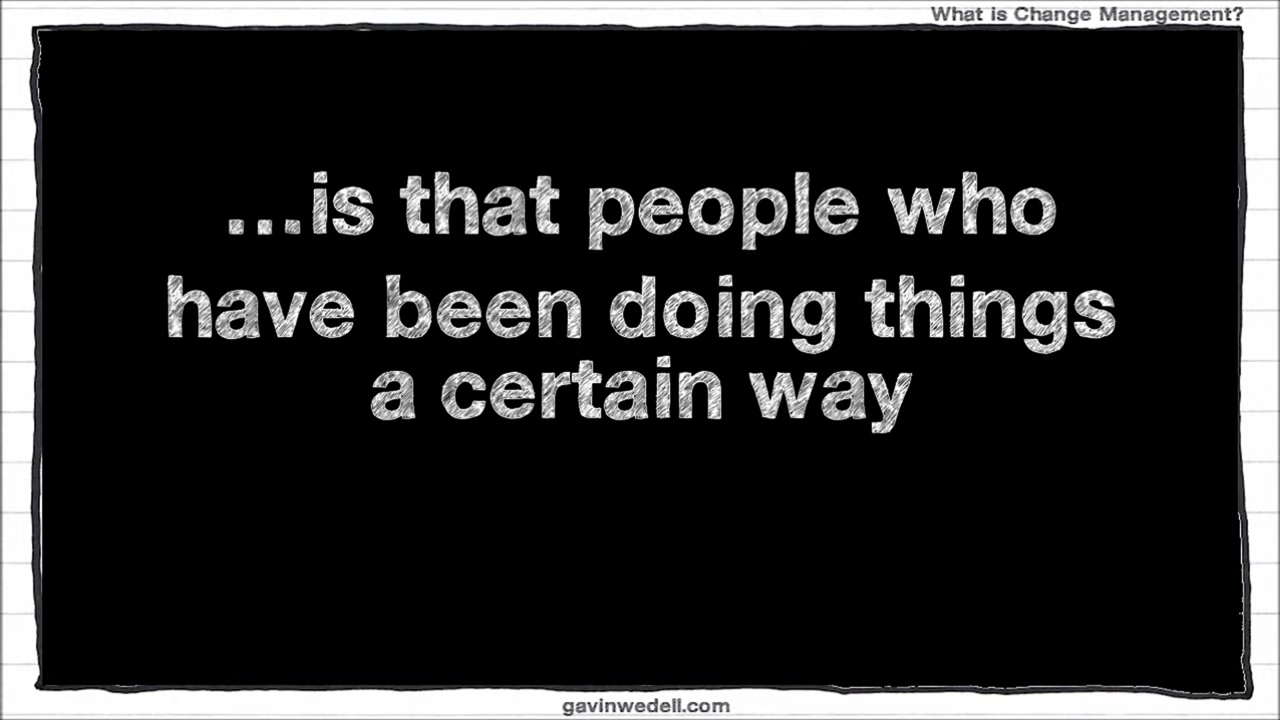 What is Change Management?
...is that people who
have been doing things
a certain way
gavinwedell.com